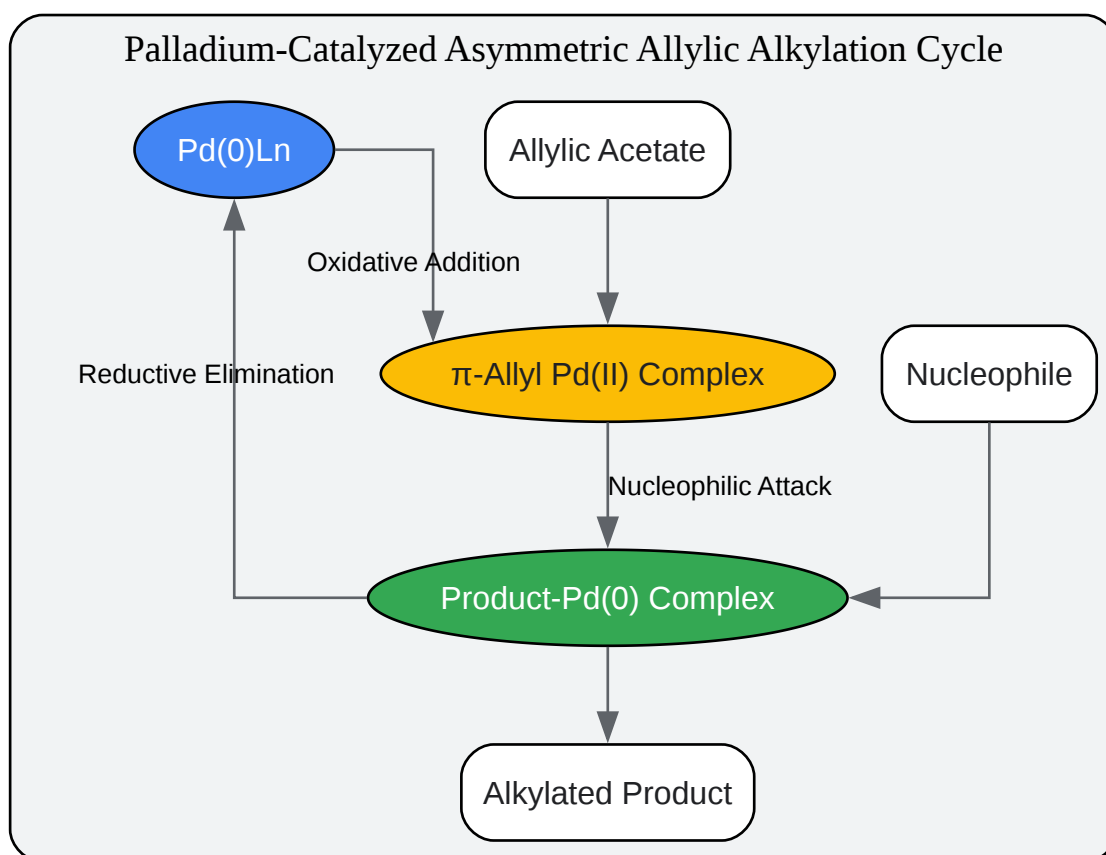 Palladium-Catalyzed Asymmetric Allylic Alkylation Cycle
Pd(0)Ln
Allylic Acetate
Oxidative Addition
Reductive Elimination
π-Allyl Pd(II) Complex
Nucleophile
Nucleophilic Attack
Product-Pd(0) Complex
Alkylated Product